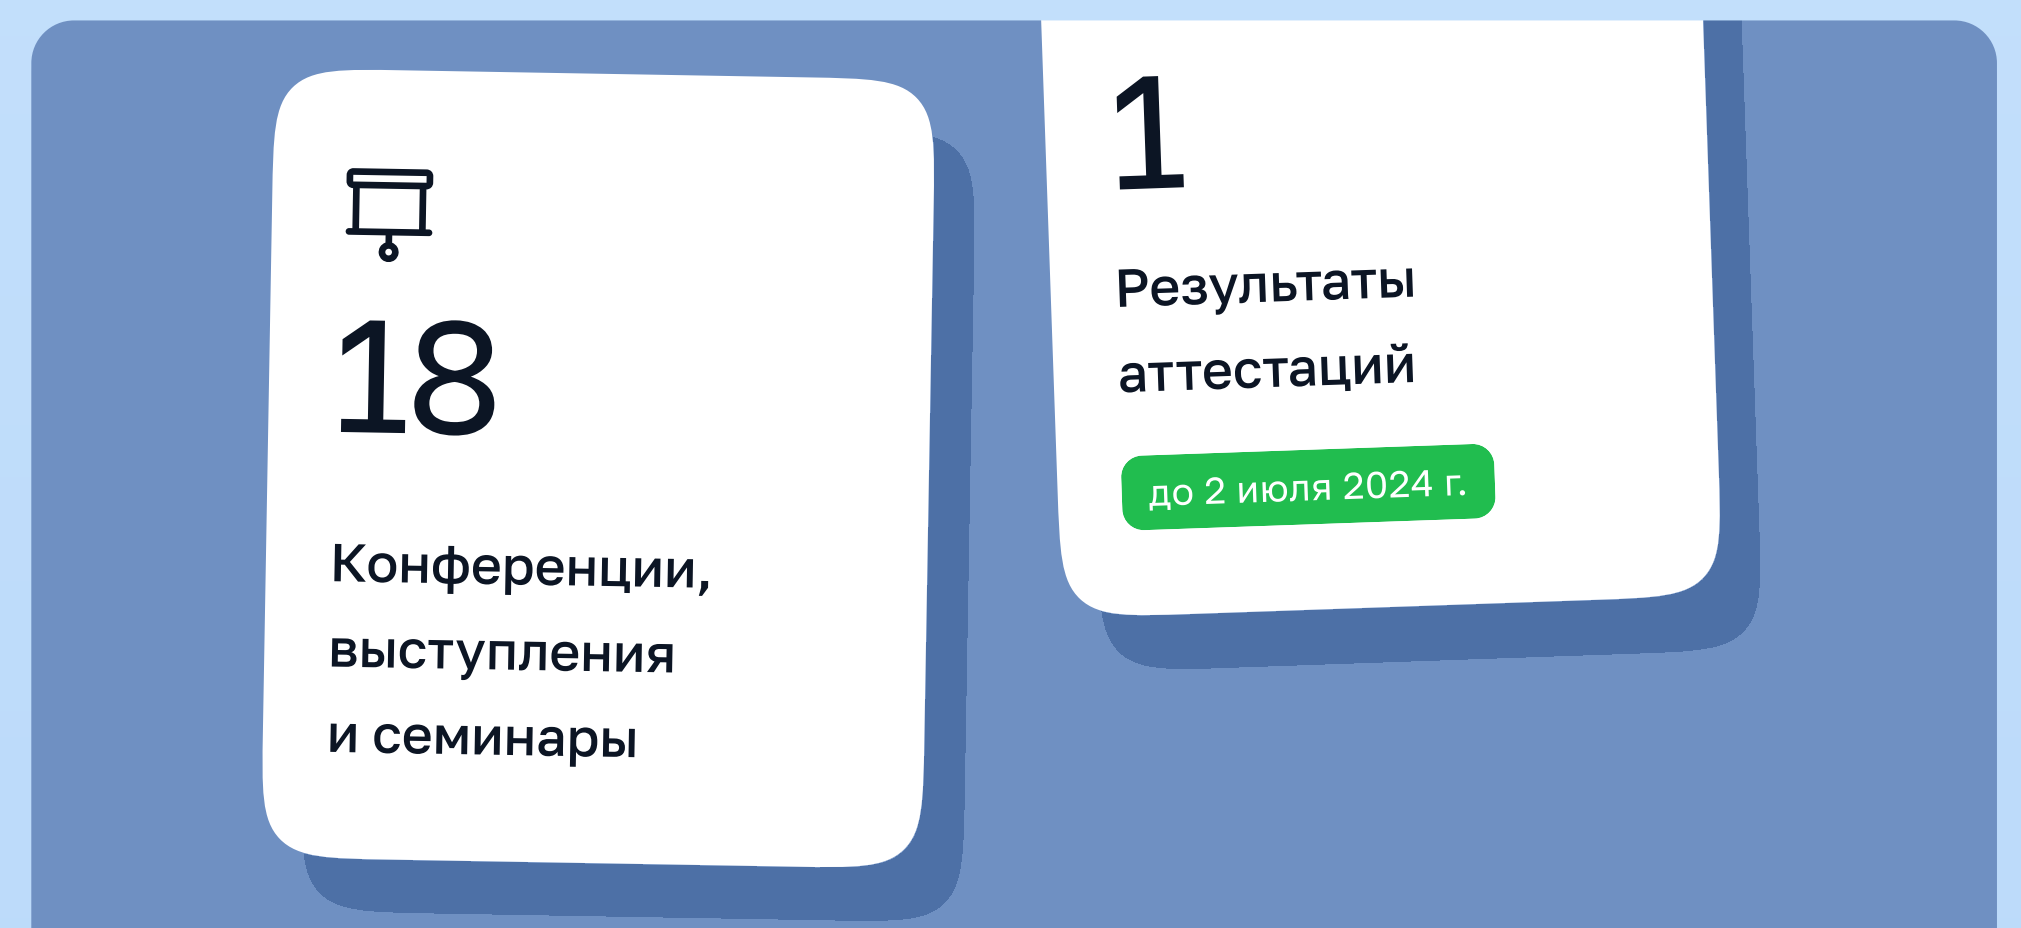 18
Конференции,
выступления
и семинары
1
Результаты
аттестаций
до 2 июля 2024 г.